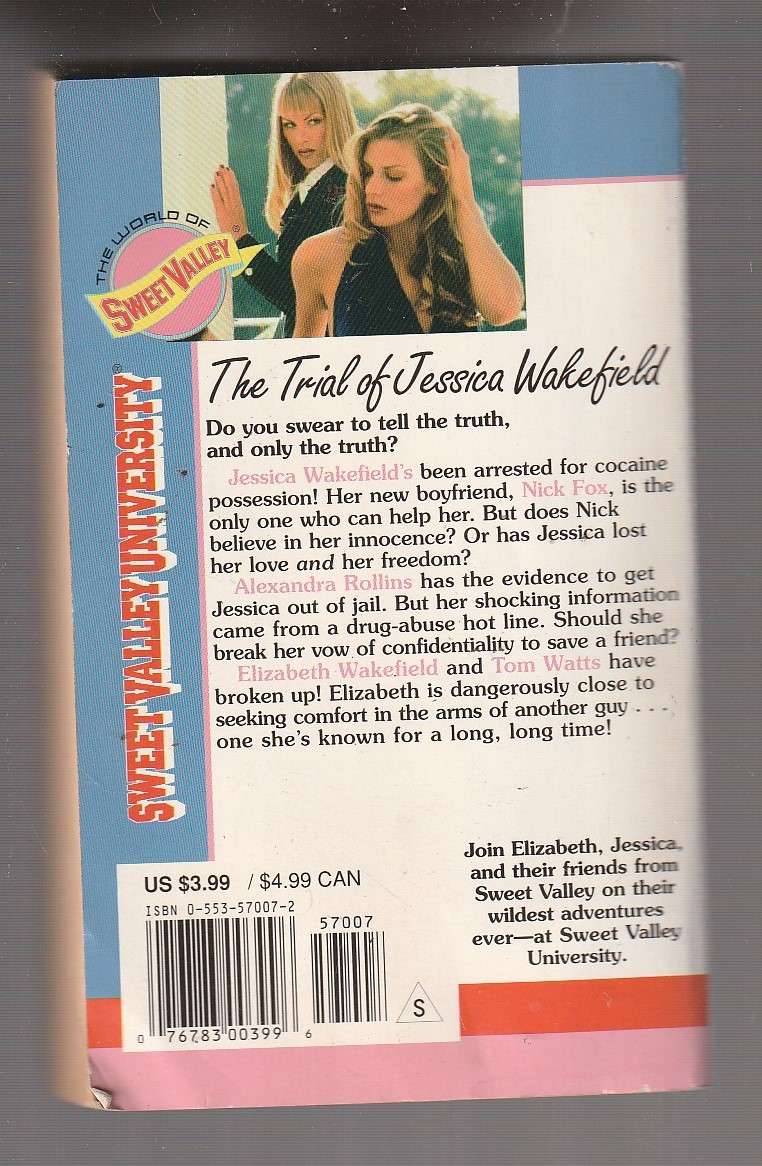 THE WORLD OF
SWEET VALLEY®
SWEET VALLEY UNIVERSITY®
The Trial of Jessica Wakefield
Do you swear to tell the truth,
and only the truth?
Jessica Wakefield's been arrested for cocaine
possession! Her new boyfriend, Nick Fox, is the
only one who can help her. But does Nick
believe in her innocence? Or has Jessica lost
her love and her freedom?
Alexandra Rollins has the evidence to get
Jessica out of jail. But her shocking information
came from a drug-abuse hot line. Should she
break her vow of confidentiality to save a friend?
Elizabeth Wakefield and Tom Watts have
broken up! Elizabeth is dangerously close to
seeking comfort in the arms of another guy . . .
one she's known for a long, long time!
Join Elizabeth, Jessica,
and their friends from
Sweet Valley on their
wildest adventures
ever—at Sweet Valley
University.
US $3.99 / $4.99 CAN
ISBN 0-553-57007-2
57007
0 76783 00399 6
S